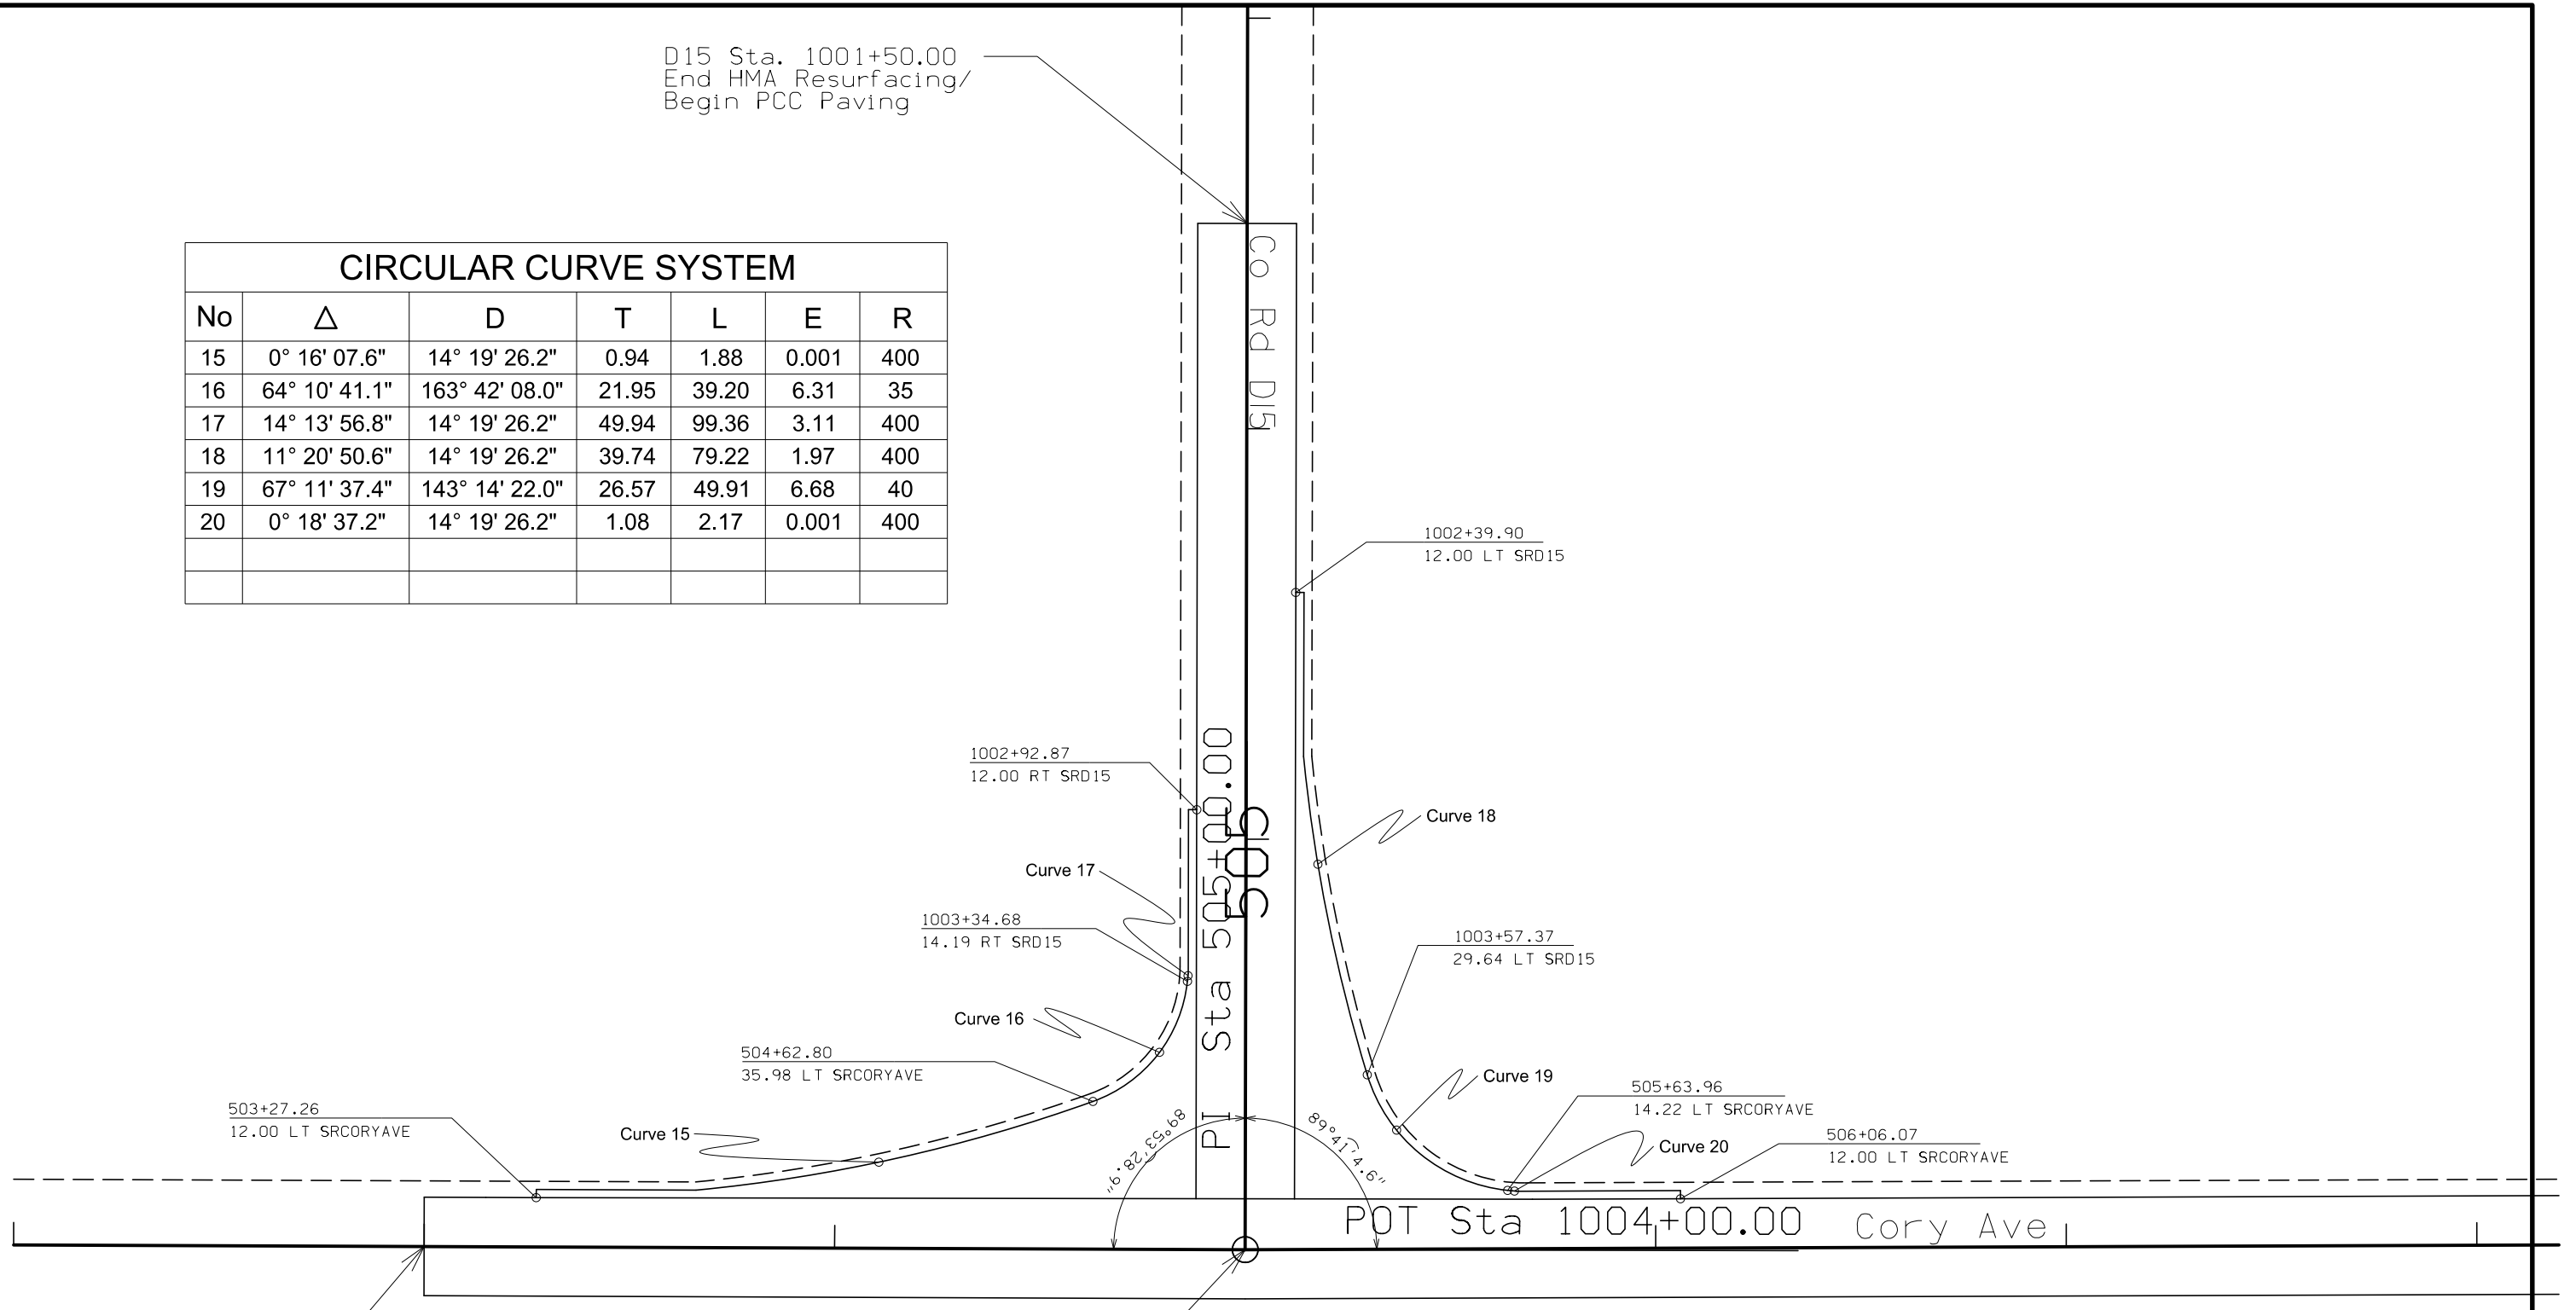 D15 Sta. 1001+50.00
End HMA Resurfacing/
Begin PCC Paving
CIRCULAR CURVE SYSTEM
No △ D T L E R
15 0° 16' 07.6" 14° 19' 26.2" 0.94 1.88 0.001 400
16 64° 10' 41.1" 163° 42' 08.0" 21.95 39.20 6.31 35
17 14° 13' 56.8" 14° 19' 26.2" 49.94 99.36 3.11 400
18 11° 20' 50.6" 14° 19' 26.2" 39.74 79.22 1.97 400
19 67° 11' 37.4" 143° 14' 22.0" 26.57 49.91 6.68 40
20 0° 18' 37.2" 14° 19' 26.2" 1.08 2.17 0.001 400
Co Rd D15
1002+39.90
12.00 LT SRD15
1002+92.87
12.00 RT SRD15
Curve 18
Curve 17
505
PI Sta 505+00.00
1003+34.68
14.19 RT SRD15
1003+57.37
29.64 LT SRD15
Curve 16
504+62.80
35.98 LT SRCORYAVE
Curve 19
505+63.96
14.22 LT SRCORYAVE
503+27.26
12.00 LT SRCORYAVE
Curve 15
89°53'28.9"
89°41'4.6"
Curve 20
506+06.07
12.00 LT SRCORYAVE
POT Sta 1004+00.00
Cory Ave